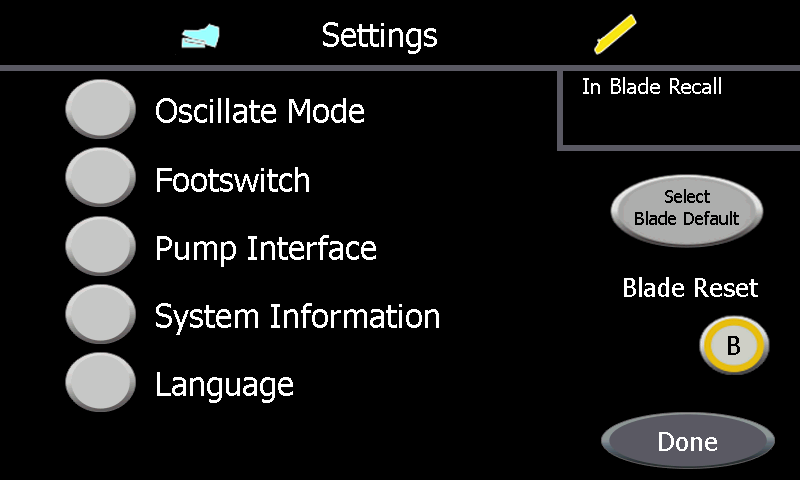 Settings
In Blade Recall
Oscillate Mode
Footswitch
Select
Blade Default
Pump Interface
Blade Reset
System Information
B
Language
Done